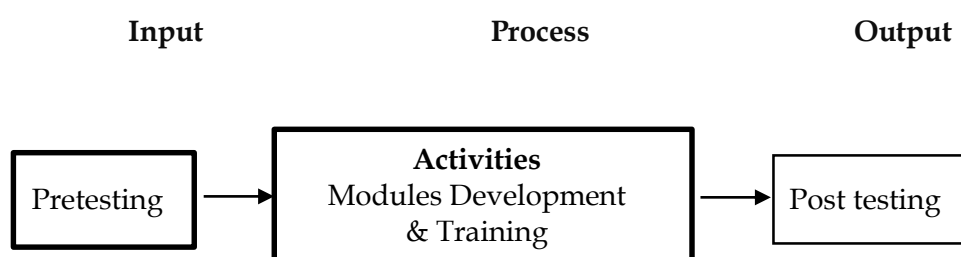 Input Process Output
Activities
Pretesting Modules Development Post testing
& Training